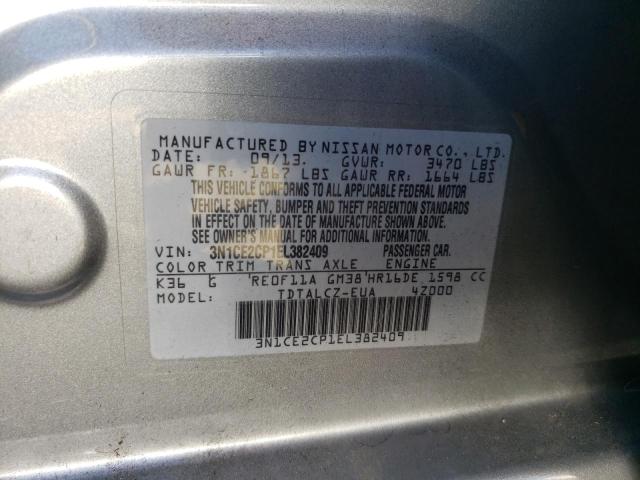 MANUFACTURED BY NISSAN MOTOR CO., LTD.
DATE: 09/13. GVWR: 3470 LBS
GAWR FR: 1867 LBS GAWR RR: 1664 LBS
THIS VEHICLE CONFORMS TO ALL APPLICABLE FEDERAL MOTOR
VEHICLE SAFETY, BUMPER AND THEFT PREVENTION STANDARDS
IN EFFECT ON THE DATE OF MANUFACTURE SHOWN ABOVE.
SEE OWNER'S MANUAL FOR ADDITIONAL INFORMATION.
VIN: 3N1CE2CP1EL382409 PASSENGER CAR.
COLOR TRIM TRANS AXLE ENGINE
K36 G 'RE0F11A GM38'HR16DE 1598 CC
MODEL: TDTALCZ-EUA 4Z000
3N1CE2CP1EL382409